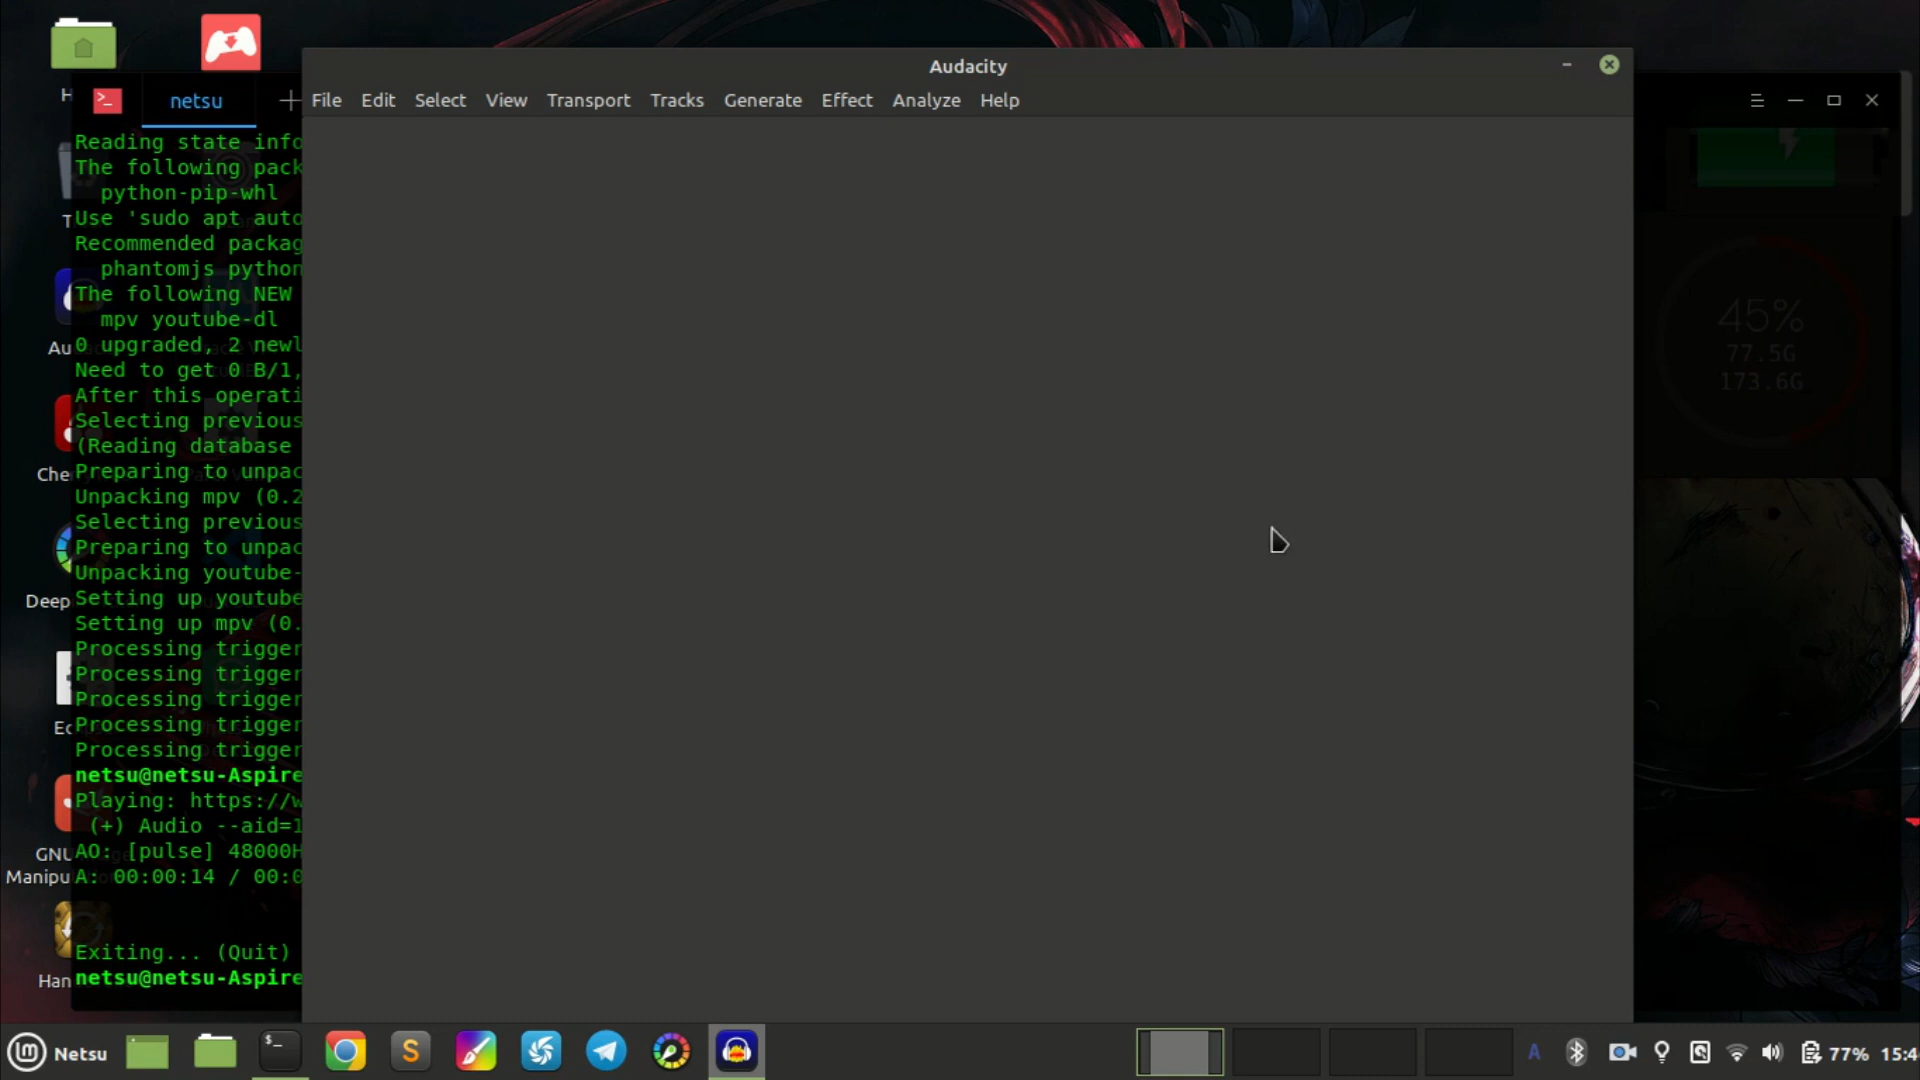 Audacity
File Edit Select View Transport Tracks Generate Effect Analyze Help
netsu
Reading state info
The following pack
python-pip-whl
Use 'sudo apt auto
Recommended packag
phantomjs python
The following NEW
mpv youtube-dl
0 upgraded, 2 newl
Need to get 0 B/1,
After this operati
Selecting previous
(Reading database
Preparing to unpac
Unpacking mpv (0.2
Selecting previous
Preparing to unpac
Unpacking youtube-
Setting up youtube
Setting up mpv (0.
Processing trigger
Processing trigger
Processing trigger
Processing trigger
Processing trigger
netsu@netsu-Aspire
Playing: https://w
(+) Audio --aid=1
AO: [pulse] 48000H
A: 00:00:14 / 00:0
Exiting... (Quit)
netsu@netsu-Aspire
H
T
Au
Che
Deep
GNU
Manipu
Han
45%
77.5G
173.6G
Netsu
A
77%
15:4